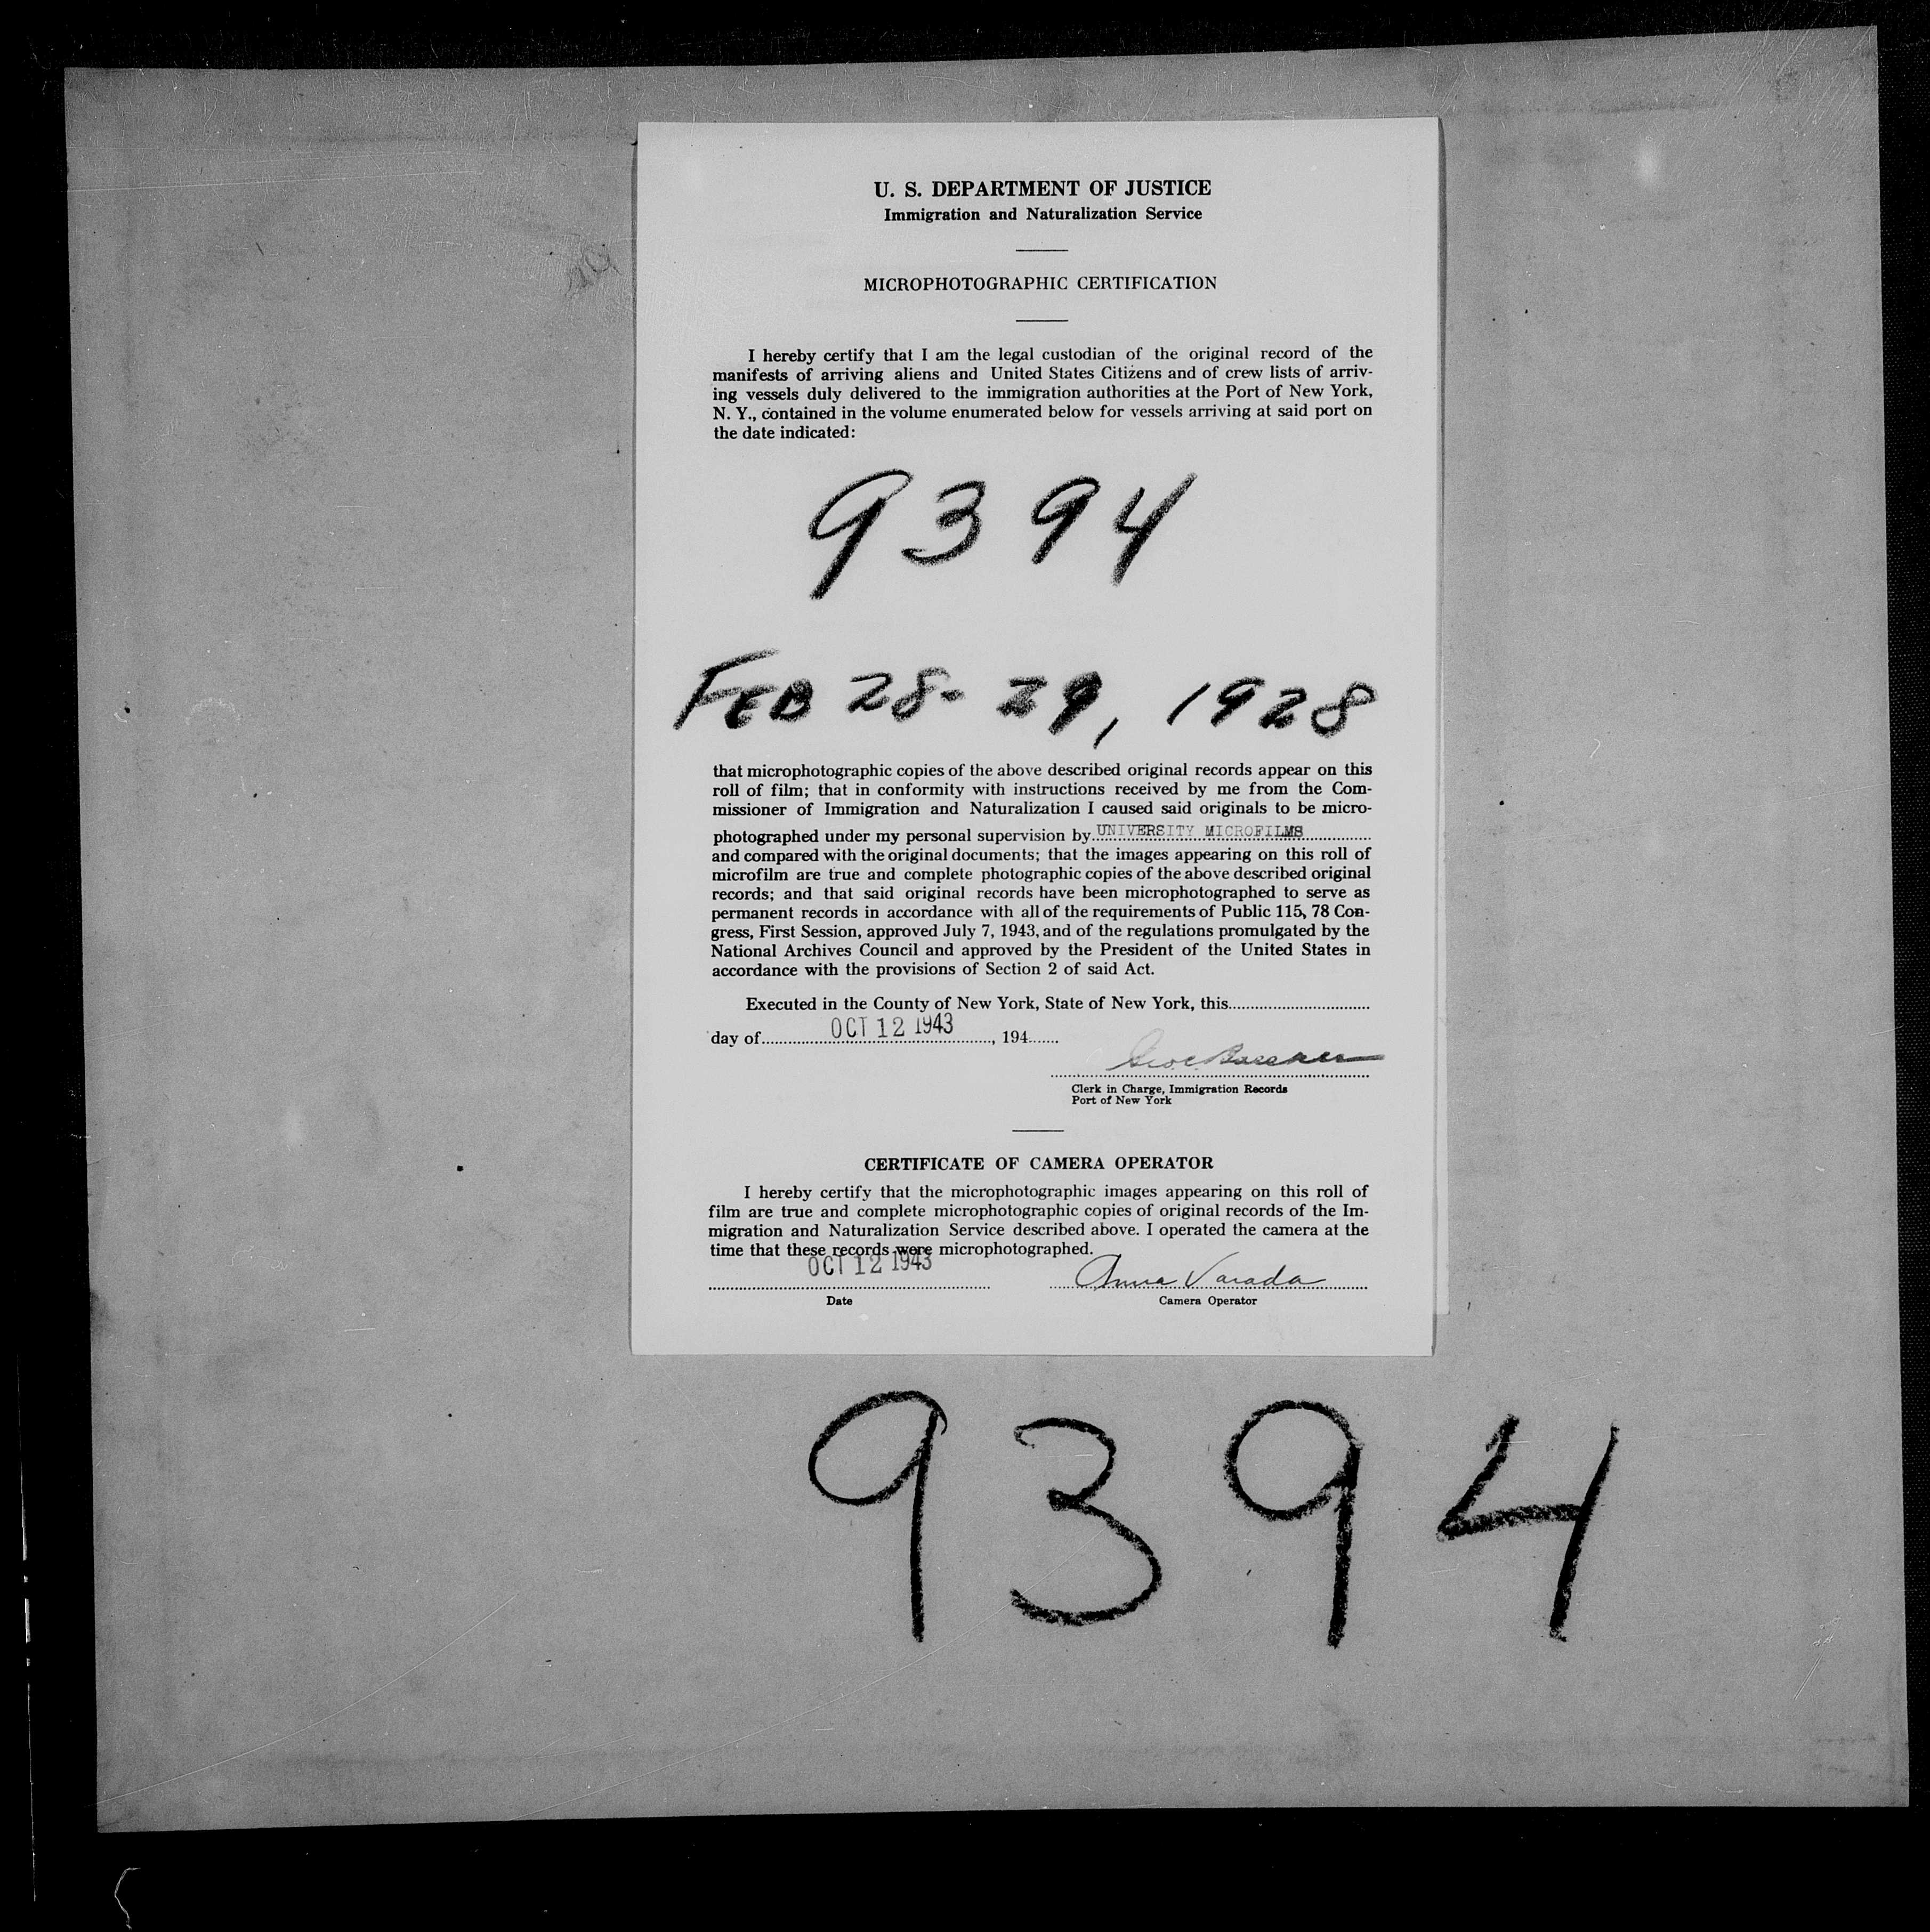 U. S. DEPARTMENT OF JUSTICE
Immigration and Naturalization Service
MICROPHOTOGRAPHIC CERTIFICATION
I hereby certify that I am the legal custodian of the original record of the
manifests of arriving aliens and United States Citizens and of crew lists of arriv-
ing vessels duly delivered to the immigration authorities at the Port of New York,
N. Y., contained in the volume enumerated below for vessels arriving at said port on
the date indicated:
9394
FEB 28-29, 1928
that microphotographic copies of the above described original records appear on this
roll of film; that in conformity with instructions received by me from the Com-
missioner of Immigration and Naturalization I caused said originals to be micro-
photographed under my personal supervision by UNIVERSITY MICROFILMS
and compared with the original documents; that the images appearing on this roll of
microfilm are true and complete photographic copies of the above described original
records; and that said original records have been microphotographed to serve as
permanent records in accordance with all of the requirements of Public 115, 78 Con-
gress, First Session, approved July 7, 1943, and of the regulations promulgated by the
National Archives Council and approved by the President of the United States in
accordance with the provisions of Section 2 of said Act.
Executed in the County of New York, State of New York, this
day of OCT 12 1943, 194
Clerk in Charge, Immigration Records
Port of New York
CERTIFICATE OF CAMERA OPERATOR
I hereby certify that the microphotographic images appearing on this roll of
film are true and complete microphotographic copies of original records of the Im-
migration and Naturalization Service described above. I operated the camera at the
time that these records were microphotographed.
OCT 12 1943 Anna Varada
Date Camera Operator
9394